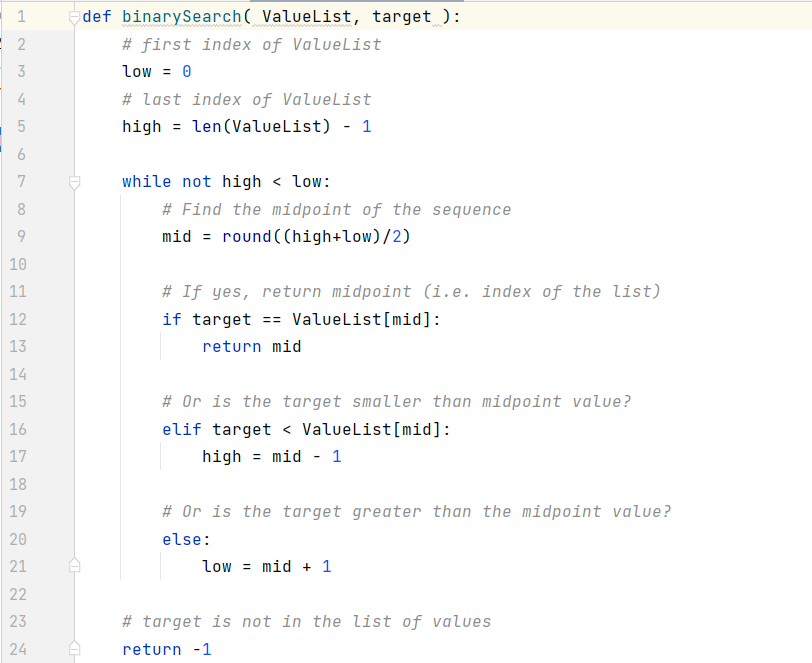 1 def binarySearch( ValueList, target ):
2     # first index of ValueList
3     low = 0
4     # last index of ValueList
5     high = len(ValueList) - 1
6
7     while not high < low:
8         # Find the midpoint of the sequence
9         mid = round((high+low)/2)
10
11         # If yes, return midpoint (i.e. index of the list)
12         if target == ValueList[mid]:
13             return mid
14
15         # Or is the target smaller than midpoint value?
16         elif target < ValueList[mid]:
17             high = mid - 1
18
19         # Or is the target greater than the midpoint value?
20         else:
21             low = mid + 1
22
23     # target is not in the list of values
24     return -1